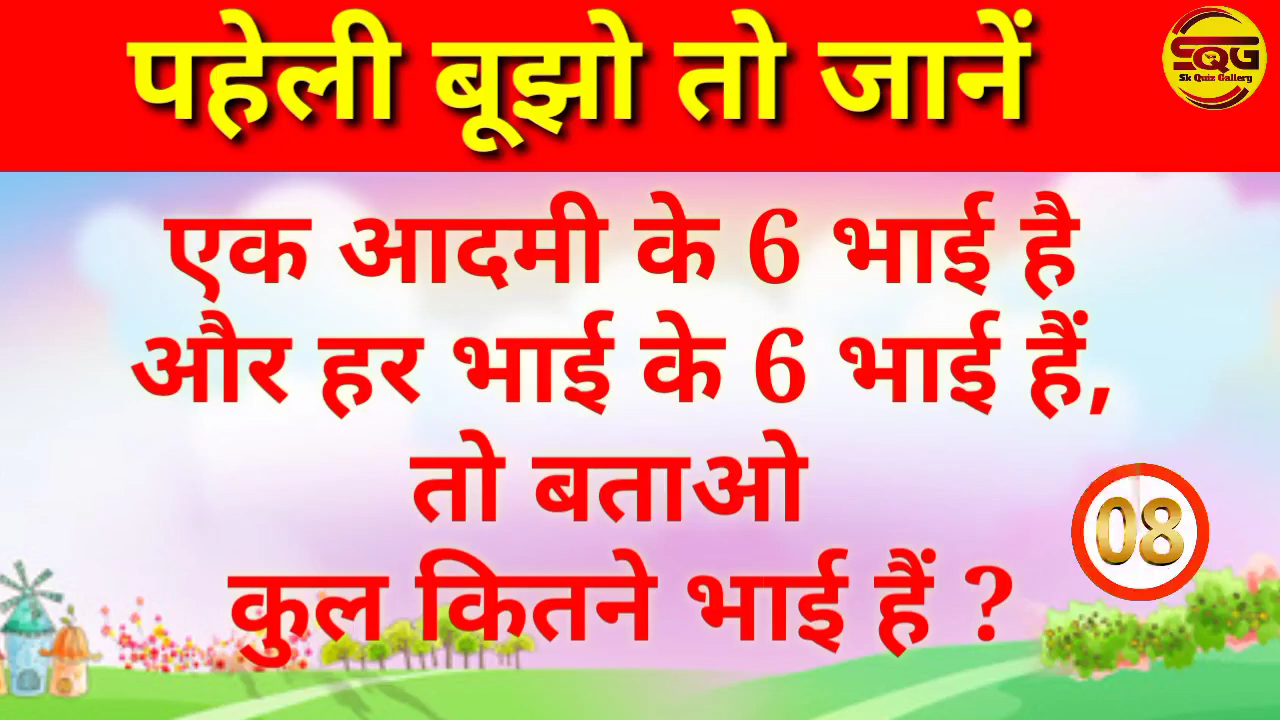 पहेली बूझो तो जानें
SQG
Sk Quiz Gallery
एक आदमी के 6 भाई है
और हर भाई के 6 भाई हैं,
तो बताओ
08
कुल कितने भाई हैं ?